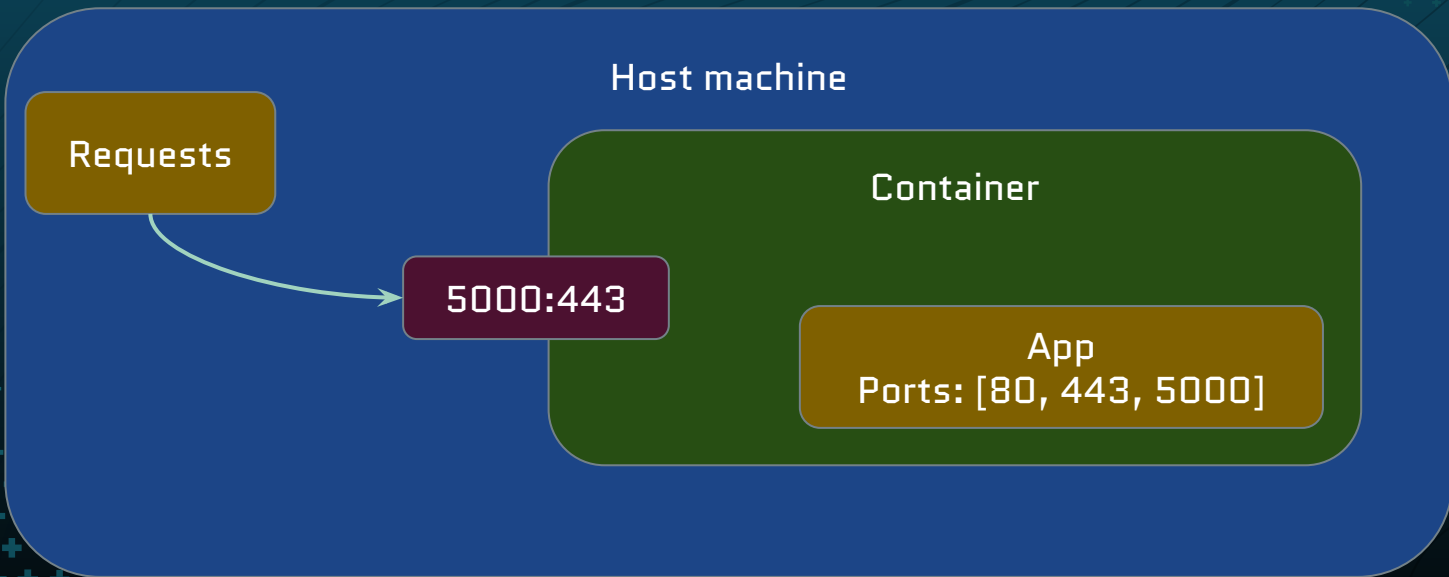 Host machine
Requests
Container
5000:443
App
Ports: [80, 443, 5000]